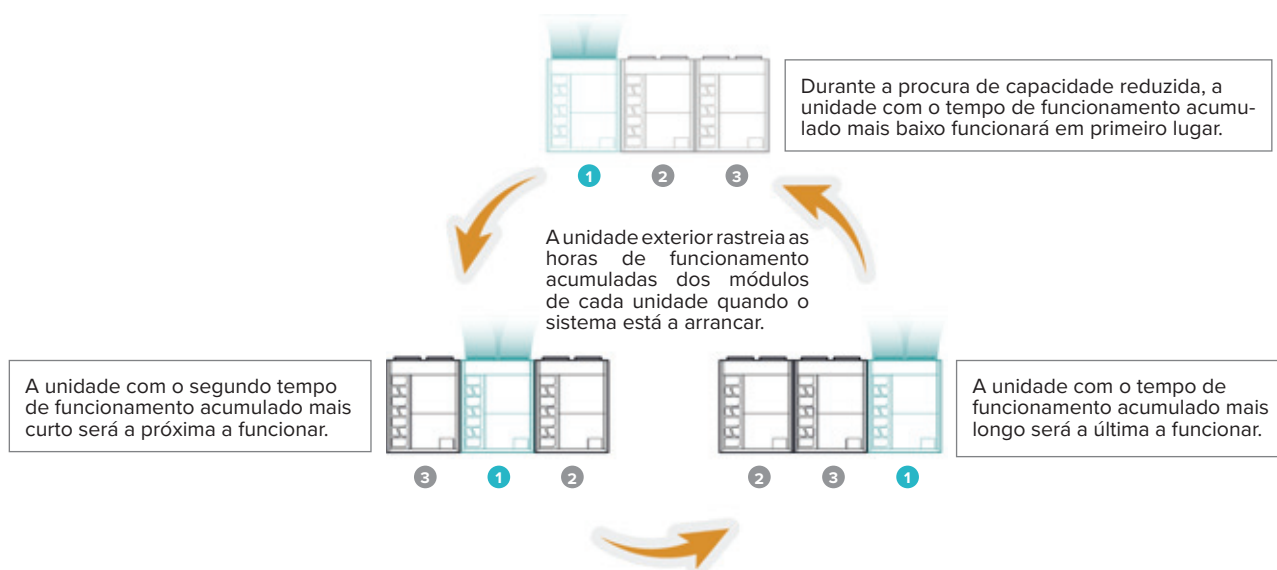 Durante a procura de capacidade reduzida, a
unidade com o tempo de funcionamento acumu-
lado mais baixo funcionará em primeiro lugar.
1 2 3
A unidade exterior rastreia as
horas de funcionamento
acumuladas dos módulos
de cada unidade quando o
sistema está a arrancar.
A unidade com o segundo tempo
de funcionamento acumulado mais
curto será a próxima a funcionar.
3 1 2
A unidade com o tempo de
funcionamento acumulado mais
longo será a última a funcionar.
2 3 1